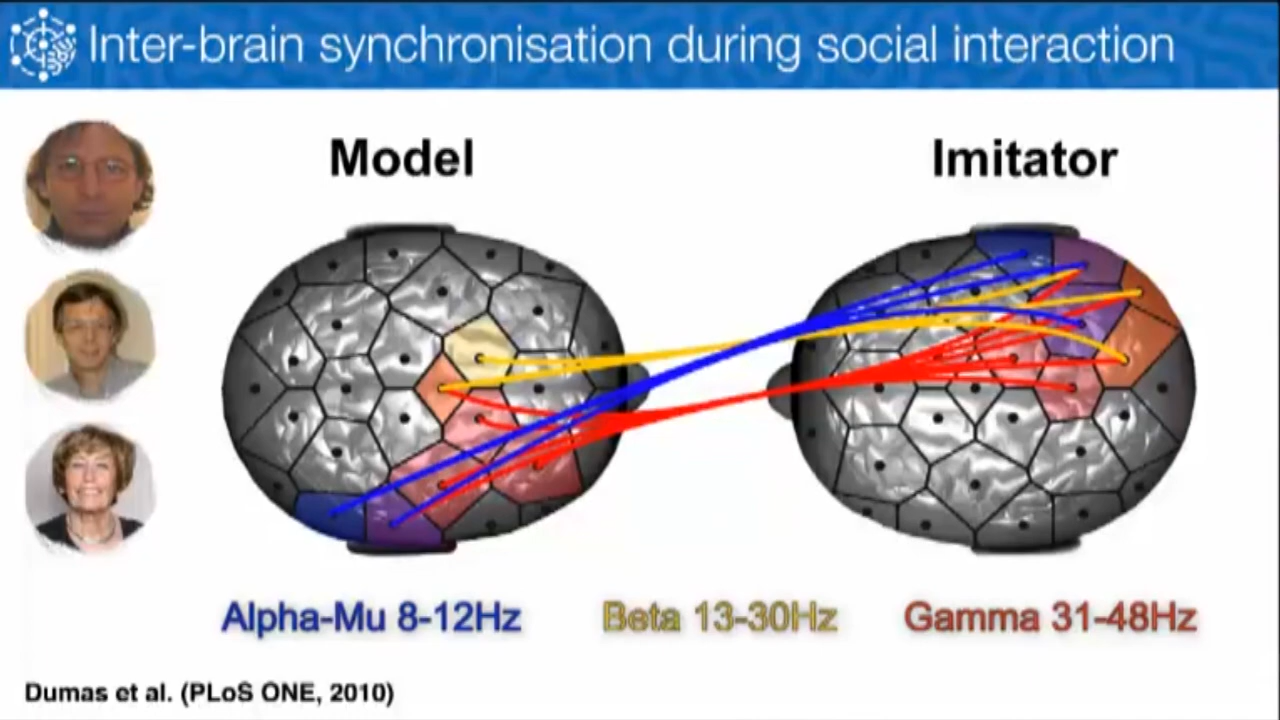 Inter-brain synchronisation during social interaction
Model
Imitator
Alpha-Mu 8-12Hz
Beta 13-30Hz
Gamma 31-48Hz
Dumas et al. (PLoS ONE, 2010)